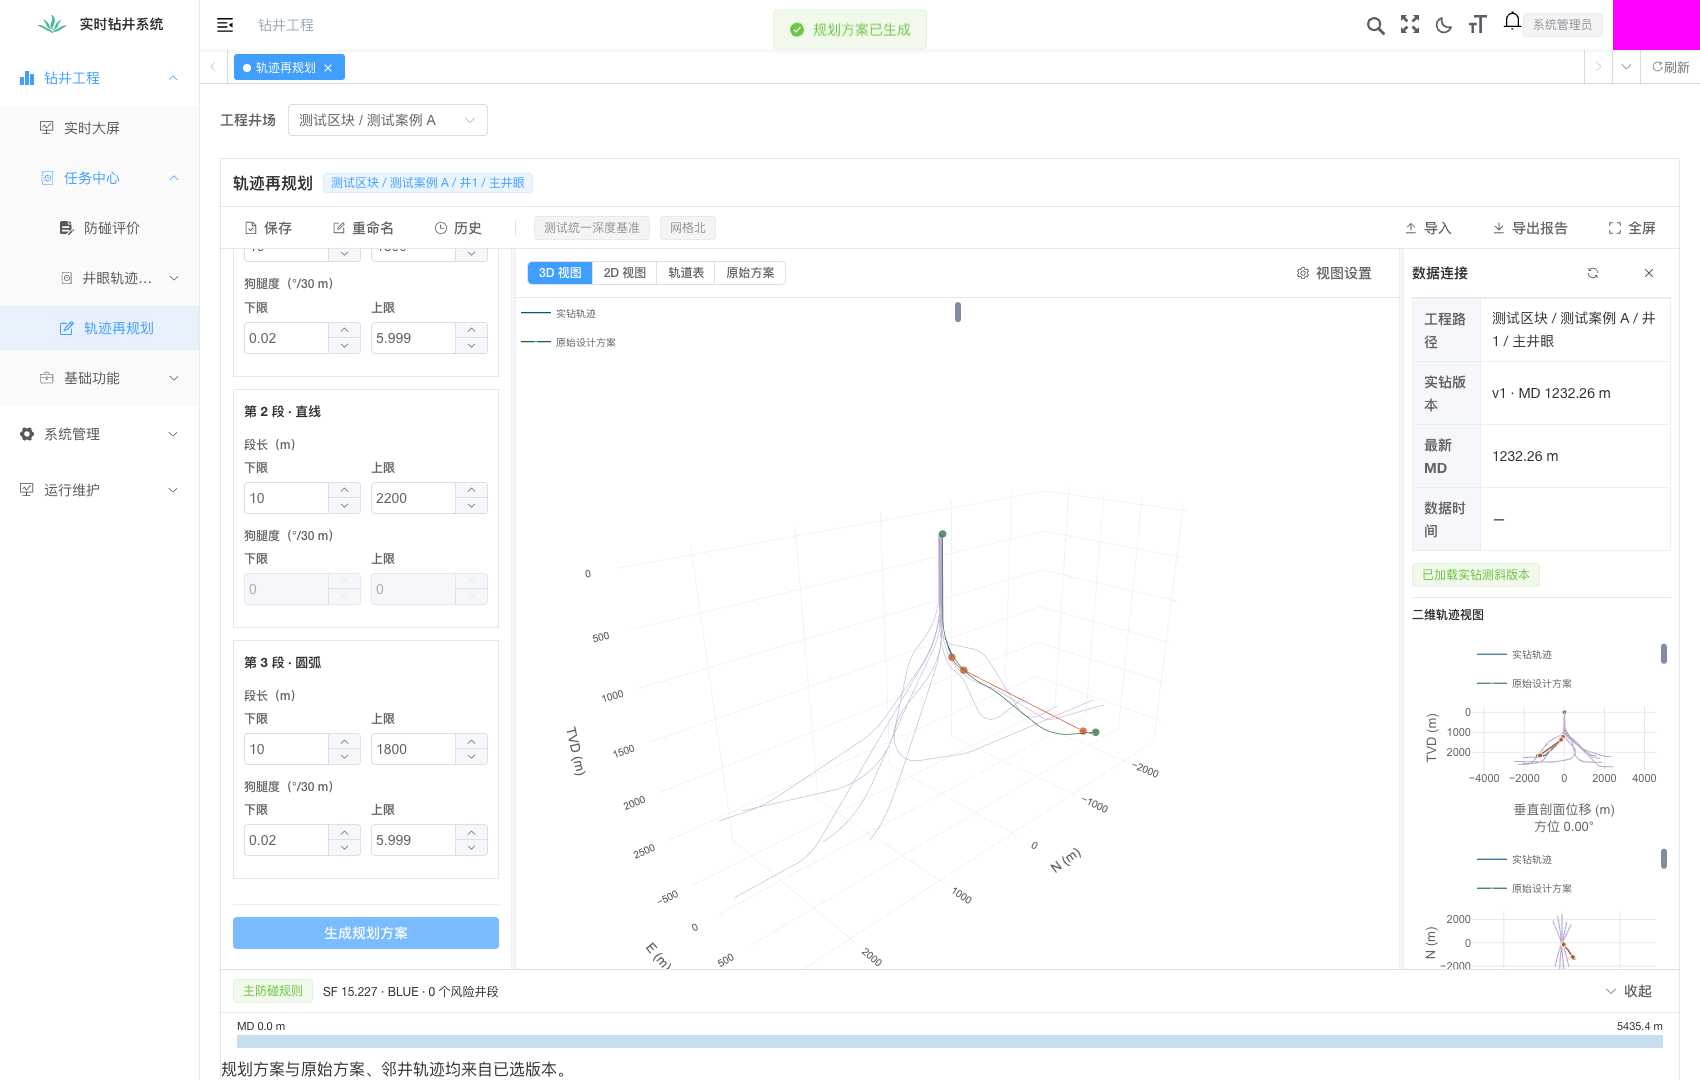 实时钻井系统
钻井工程
规划方案已生成
系统管理员
钻井工程
实时大屏
任务中心
防碰评价
井眼轨迹...
轨迹再规划
基础功能
系统管理
运行维护
轨迹再规划
刷新
工程井场
测试区块 / 测试案例 A
轨迹再规划
测试区块 / 测试案例 A / 井1 / 主井眼
保存
重命名
历史
测试统一深度基准
网格北
导入
导出报告
全屏
狗腿度（°/30 m）
下限
上限
0.02
5.999
第 2 段 · 直线
段长（m）
下限
上限
10
2200
狗腿度（°/30 m）
下限
上限
0
0
第 3 段 · 圆弧
段长（m）
下限
上限
10
1800
狗腿度（°/30 m）
下限
上限
0.02
5.999
生成规划方案
3D 视图
2D 视图
轨道表
原始方案
视图设置
实钻轨迹
原始设计方案
0
500
1000
1500
2000
2500
TVD (m)
−500
0
500
E (m)
−2000
−1000
0
1000
2000
N (m)
数据连接
工程路径
测试区块 / 测试案例 A / 井1 / 主井眼
实钻版本
v1 · MD 1232.26 m
最新 MD
1232.26 m
数据时间
—
已加载实钻测斜版本
二维轨迹视图
实钻轨迹
原始设计方案
0
1000
2000
TVD (m)
−4000
−2000
0
2000
4000
垂直剖面位移 (m)
方位 0.00°
实钻轨迹
原始设计方案
2000
0
−2000
N (m)
主防碰规则
SF 15.227 · BLUE · 0 个风险井段
收起
MD 0.0 m
5435.4 m
规划方案与原始方案、邻井轨迹均来自已选版本。